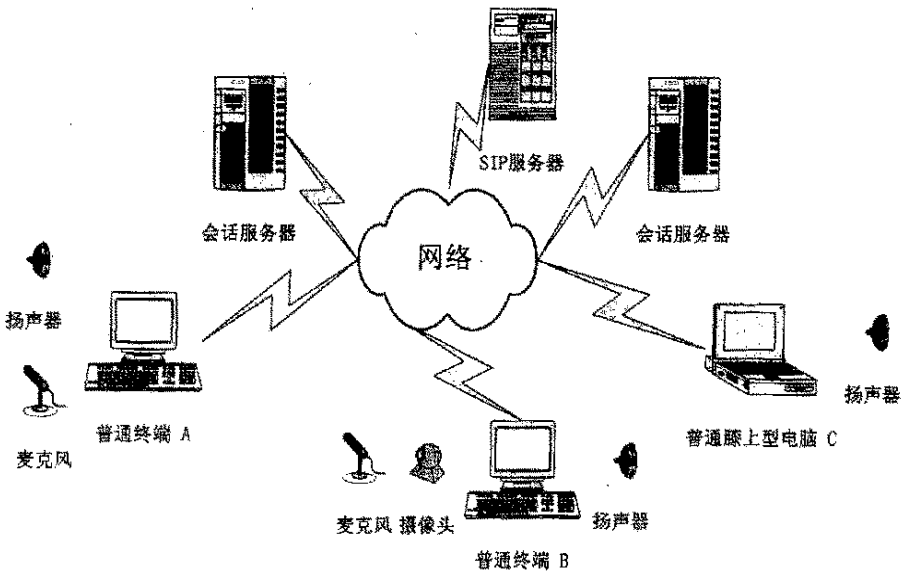 SIP服务器
会话服务器
会话服务器
网络
扬声器
扬声器
普通终端 A
普通膝上型电脑 C
麦克风
麦克风 摄像头
扬声器
普通终端 B